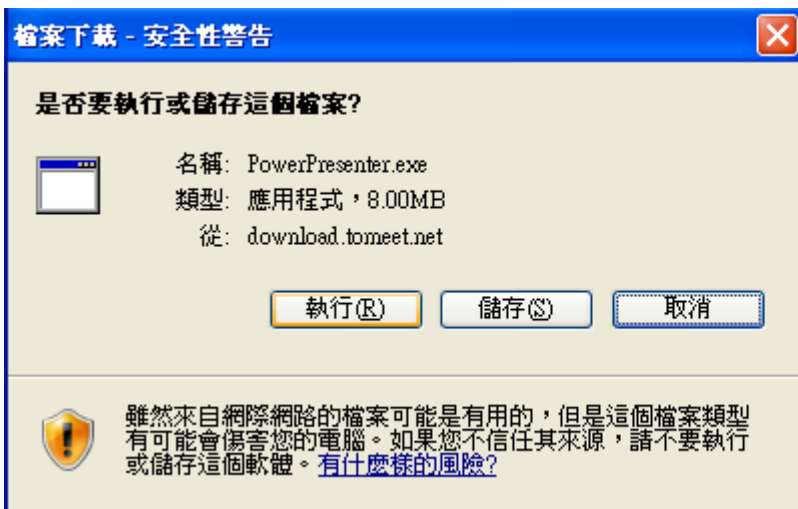 檔案下載 - 安全性警告
是否要執行或儲存這個檔案?
名稱: PowerPresenter.exe
類型: 應用程式，8.00MB
從: download.tomeet.net
執行(R) 儲存(S) 取消
雖然來自網際網路的檔案可能是有用的，但是這個檔案類型
有可能會傷害您的電腦。如果您不信任其來源，請不要執行
或儲存這個軟體。有什麼樣的風險?